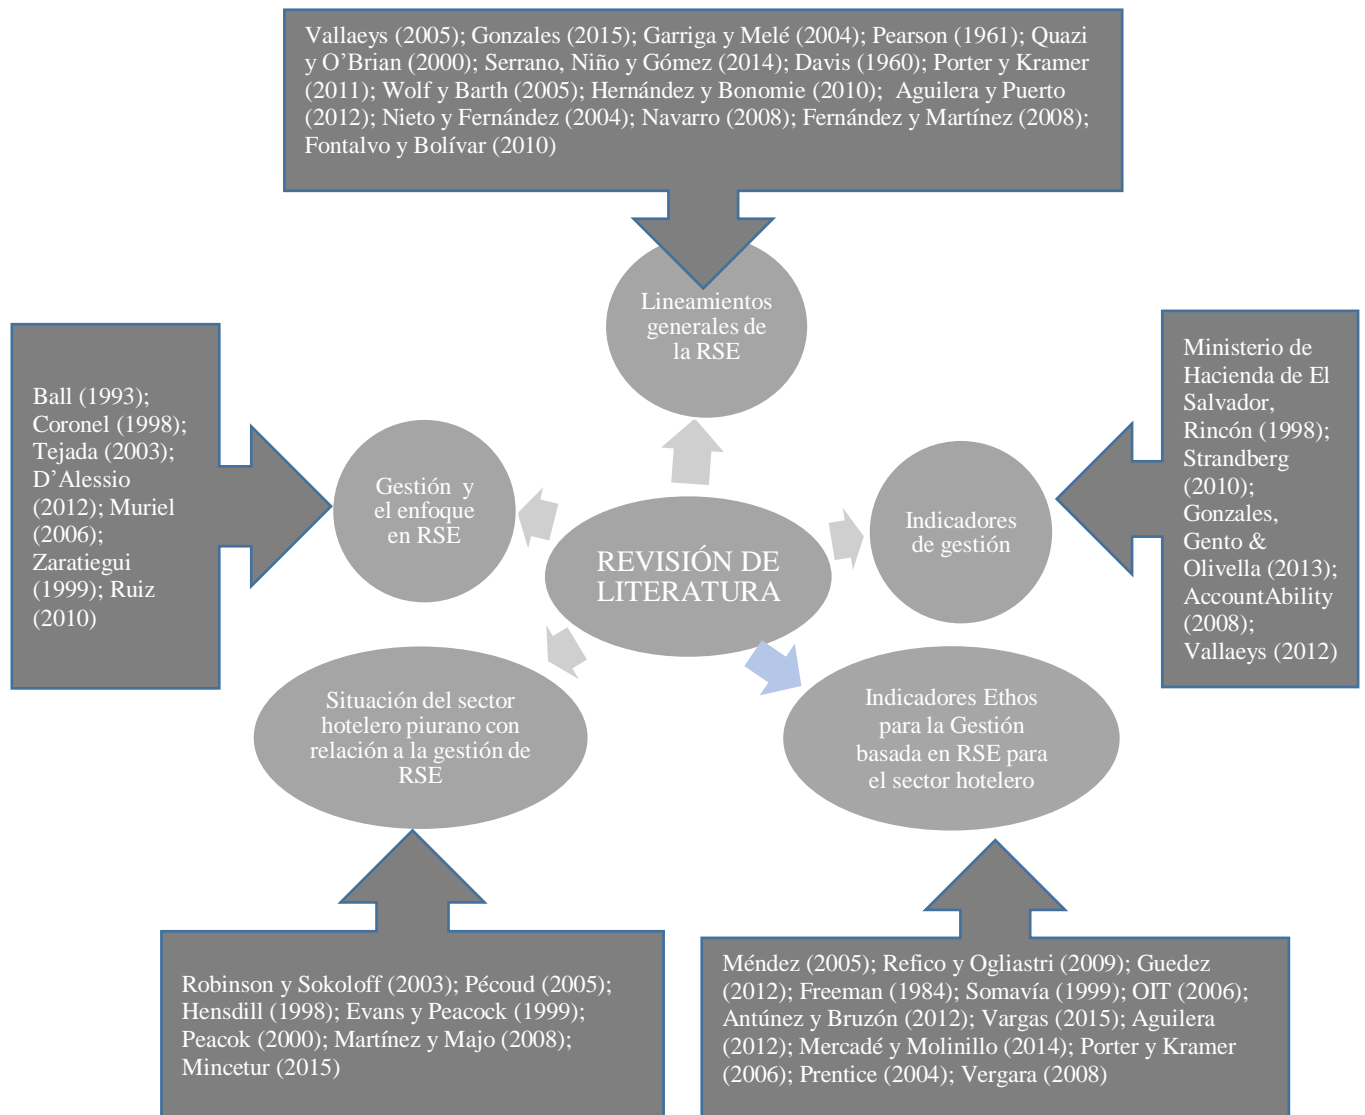 Vallaeys (2005); Gonzales (2015); Garriga y Melé (2004); Pearson (1961); Quazi
y O’Brian (2000); Serrano, Niño y Gómez (2014); Davis (1960); Porter y Kramer
(2011); Wolf y Barth (2005); Hernández y Bonomie (2010); Aguilera y Puerto
(2012); Nieto y Fernández (2004); Navarro (2008); Fernández y Martínez (2008);
Fontalvo y Bolívar (2010)
Lineamientos
generales de
la RSE
Ball (1993);
Coronel (1998);
Tejada (2003);
D’Alessio
(2012); Muriel
(2006);
Zaratiegui
(1999); Ruiz
(2010)
Gestión y
el enfoque
en RSE
REVISIÓN DE
LITERATURA
Indicadores
de gestión
Ministerio de
Hacienda de El
Salvador,
Rincón (1998);
Strandberg
(2010);
Gonzales,
Gento &
Olivella (2013);
AccountAbility
(2008);
Vallaeys (2012)
Situación del sector
hotelero piurano con
relación a la gestión de
RSE
Indicadores Ethos
para la Gestión
basada en RSE para
el sector hotelero
Robinson y Sokoloff (2003); Pécoud (2005);
Hensdill (1998); Evans y Peacock (1999);
Peacok (2000); Martínez y Majo (2008);
Mincetur (2015)
Méndez (2005); Refico y Ogliastri (2009); Guedez
(2012); Freeman (1984); Somavía (1999); OIT (2006);
Antúnez y Bruzón (2012); Vargas (2015); Aguilera
(2012); Mercadé y Molinillo (2014); Porter y Kramer
(2006); Prentice (2004); Vergara (2008)